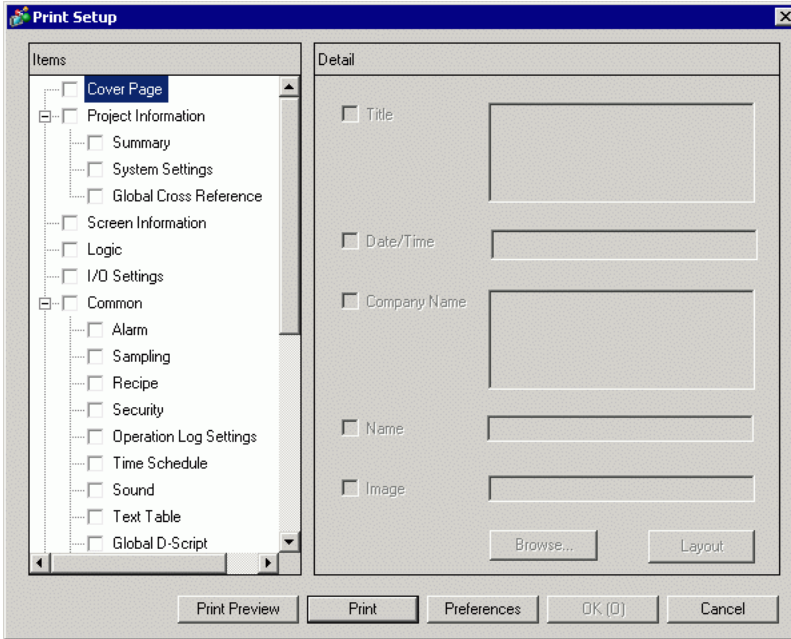 Print Setup
Items
Cover Page
Project Information
Summary
System Settings
Global Cross Reference
Screen Information
Logic
I/O Settings
Common
Alarm
Sampling
Recipe
Security
Operation Log Settings
Time Schedule
Sound
Text Table
Global D-Script
Detail
Title
Date/Time
Company Name
Name
Image
Browse...
Layout
Print Preview
Print
Preferences
OK (O)
Cancel